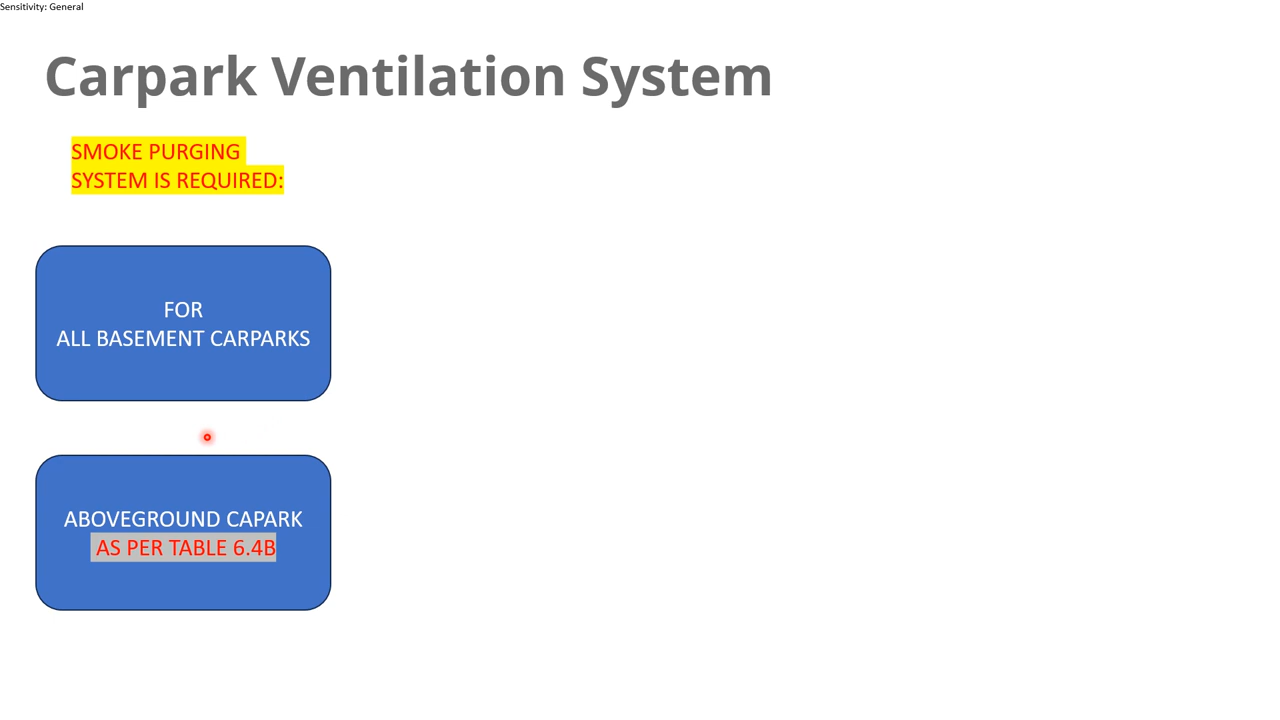 Sensitivity: General
Carpark Ventilation System
SMOKE PURGING
SYSTEM IS REQUIRED:
FOR
ALL BASEMENT CARPARKS
ABOVEGROUND CAPARK
AS PER TABLE 6.4B